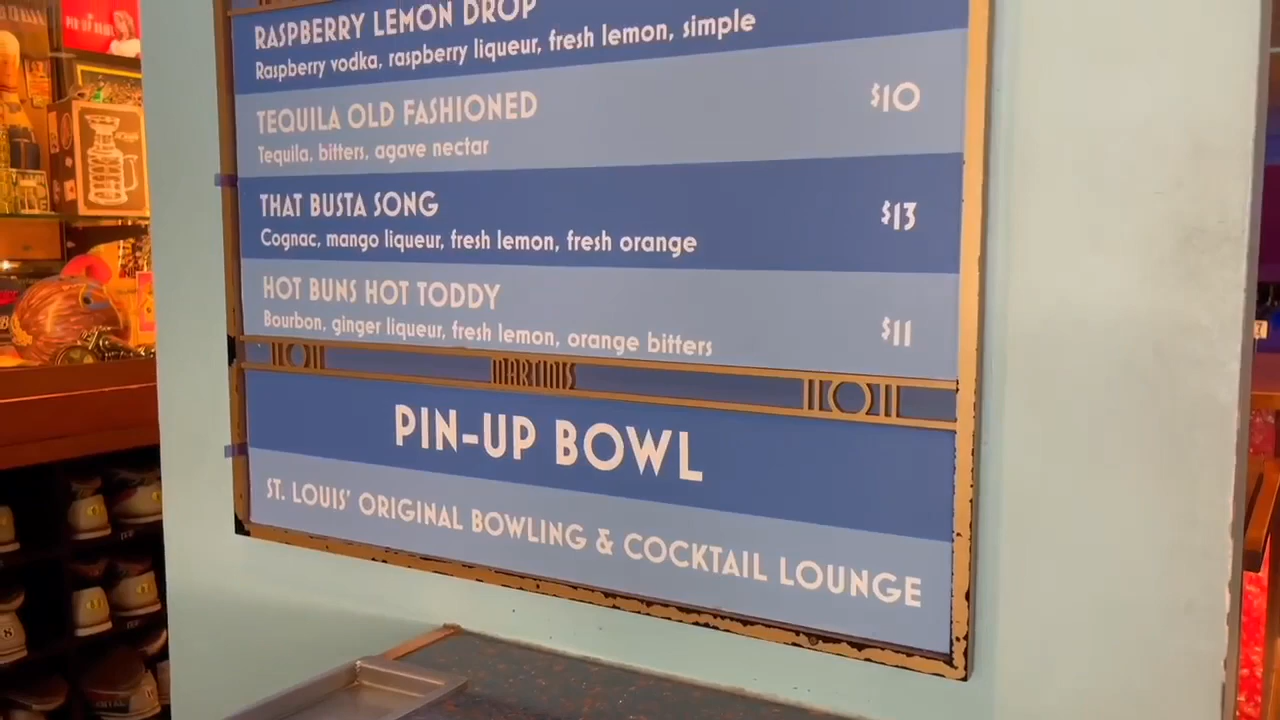 RASPBERRY LEMON DROP
Raspberry vodka, raspberry liqueur, fresh lemon, simple
TEQUILA OLD FASHIONED
$10
Tequila, bitters, agave nectar
THAT BUSTA SONG
$13
Cognac, mango liqueur, fresh lemon, fresh orange
HOT BUNS HOT TODDY
$11
Bourbon, ginger liqueur, fresh lemon, orange bitters
MARTINIS
PIN-UP BOWL
ST. LOUIS' ORIGINAL BOWLING & COCKTAIL LOUNGE